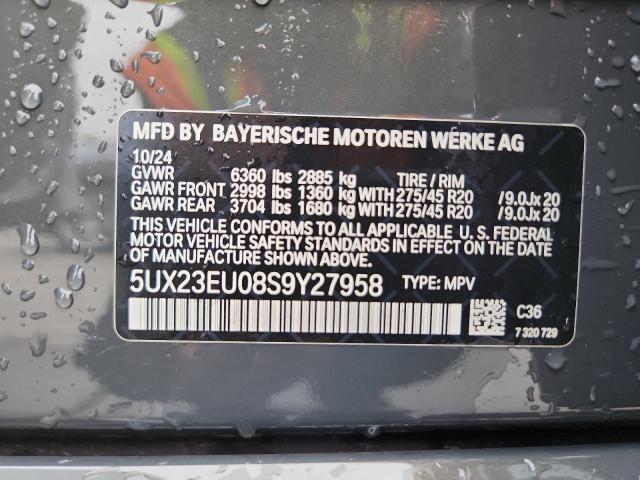 MFD BY BAYERISCHE MOTOREN WERKE AG
10/24
GVWR 6360 lbs 2885 kg TIRE / RIM
GAWR FRONT 2998 lbs 1360 kg WITH 275/45 R20 /9.0Jx20
GAWR REAR 3704 lbs 1680 kg WITH 275/45 R20 /9.0Jx20
THIS VEHICLE CONFORMS TO ALL APPLICABLE U.S. FEDERAL
MOTOR VEHICLE SAFETY STANDARDS IN EFFECT ON THE DATE
OF MANUFACTURE SHOWN ABOVE.
5UX23EU08S9Y27958 TYPE: MPV
C36
7 320 729